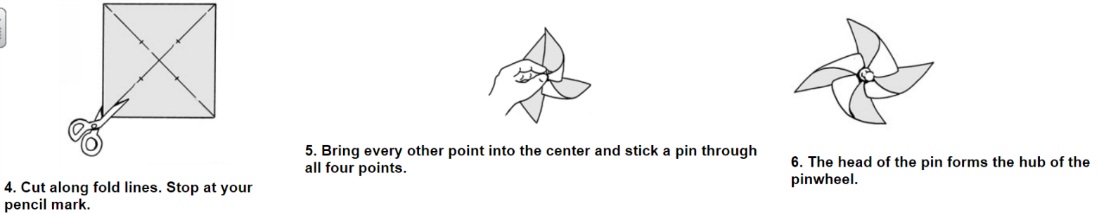 4. Cut along fold lines. Stop at your
pencil mark.
5. Bring every other point into the center and stick a pin through
all four points.
6. The head of the pin forms the hub of the
pinwheel.